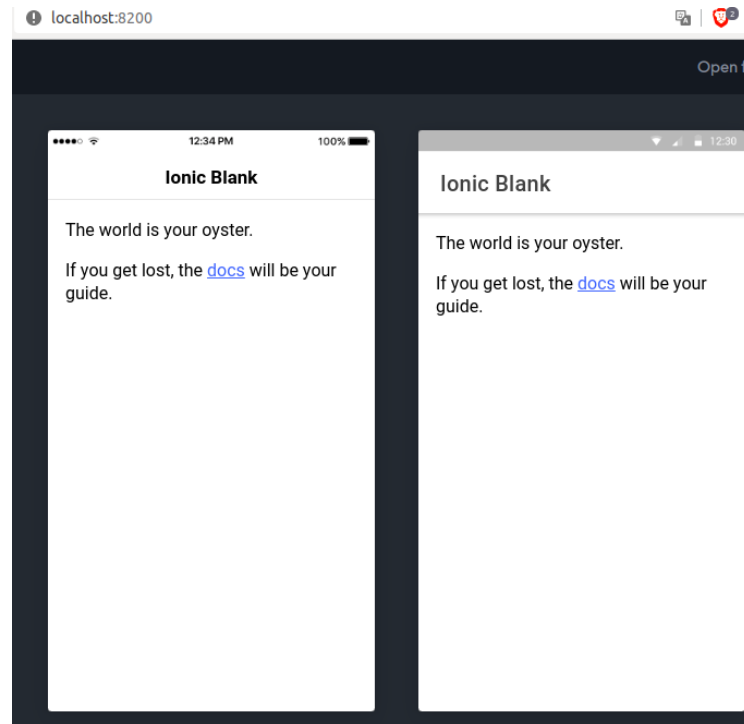 localhost:8200
Open
12:34 PM
100%
Ionic Blank
The world is your oyster.
If you get lost, the docs will be your
guide.
12:30
Ionic Blank
The world is your oyster.
If you get lost, the docs will be your
guide.